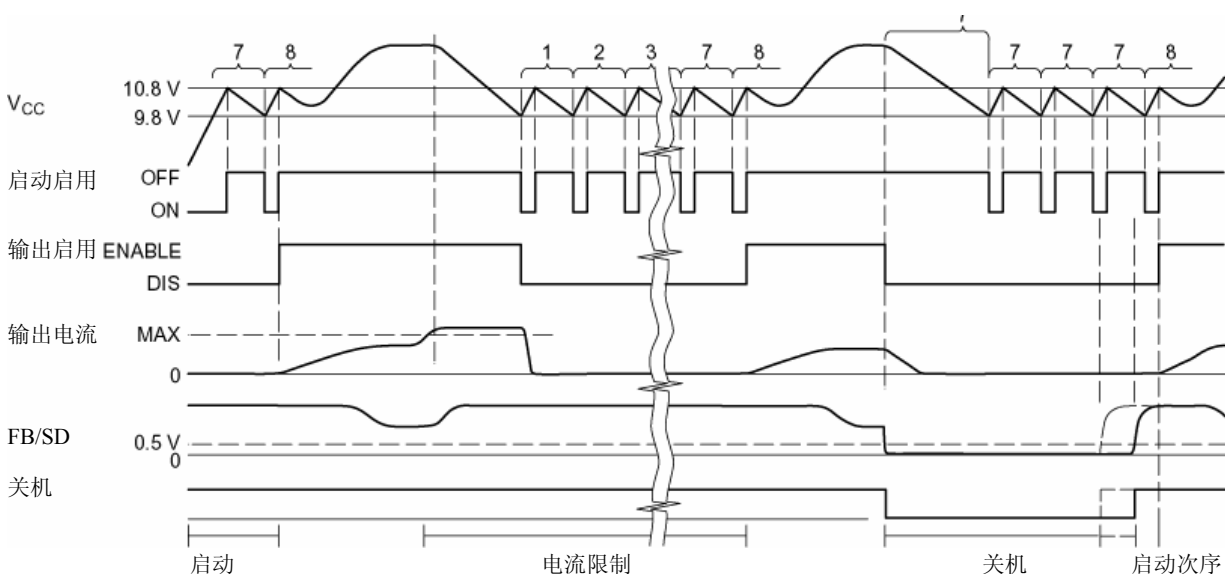 7 8 1 2 3 7 8 7 7 7 8
V_CC
10.8 V
9.8 V
启动启用
OFF
ON
输出启用
ENABLE
DIS
输出电流
MAX
0
FB/SD
0.5 V
0
关机
启动 电流限制 关机 启动次序